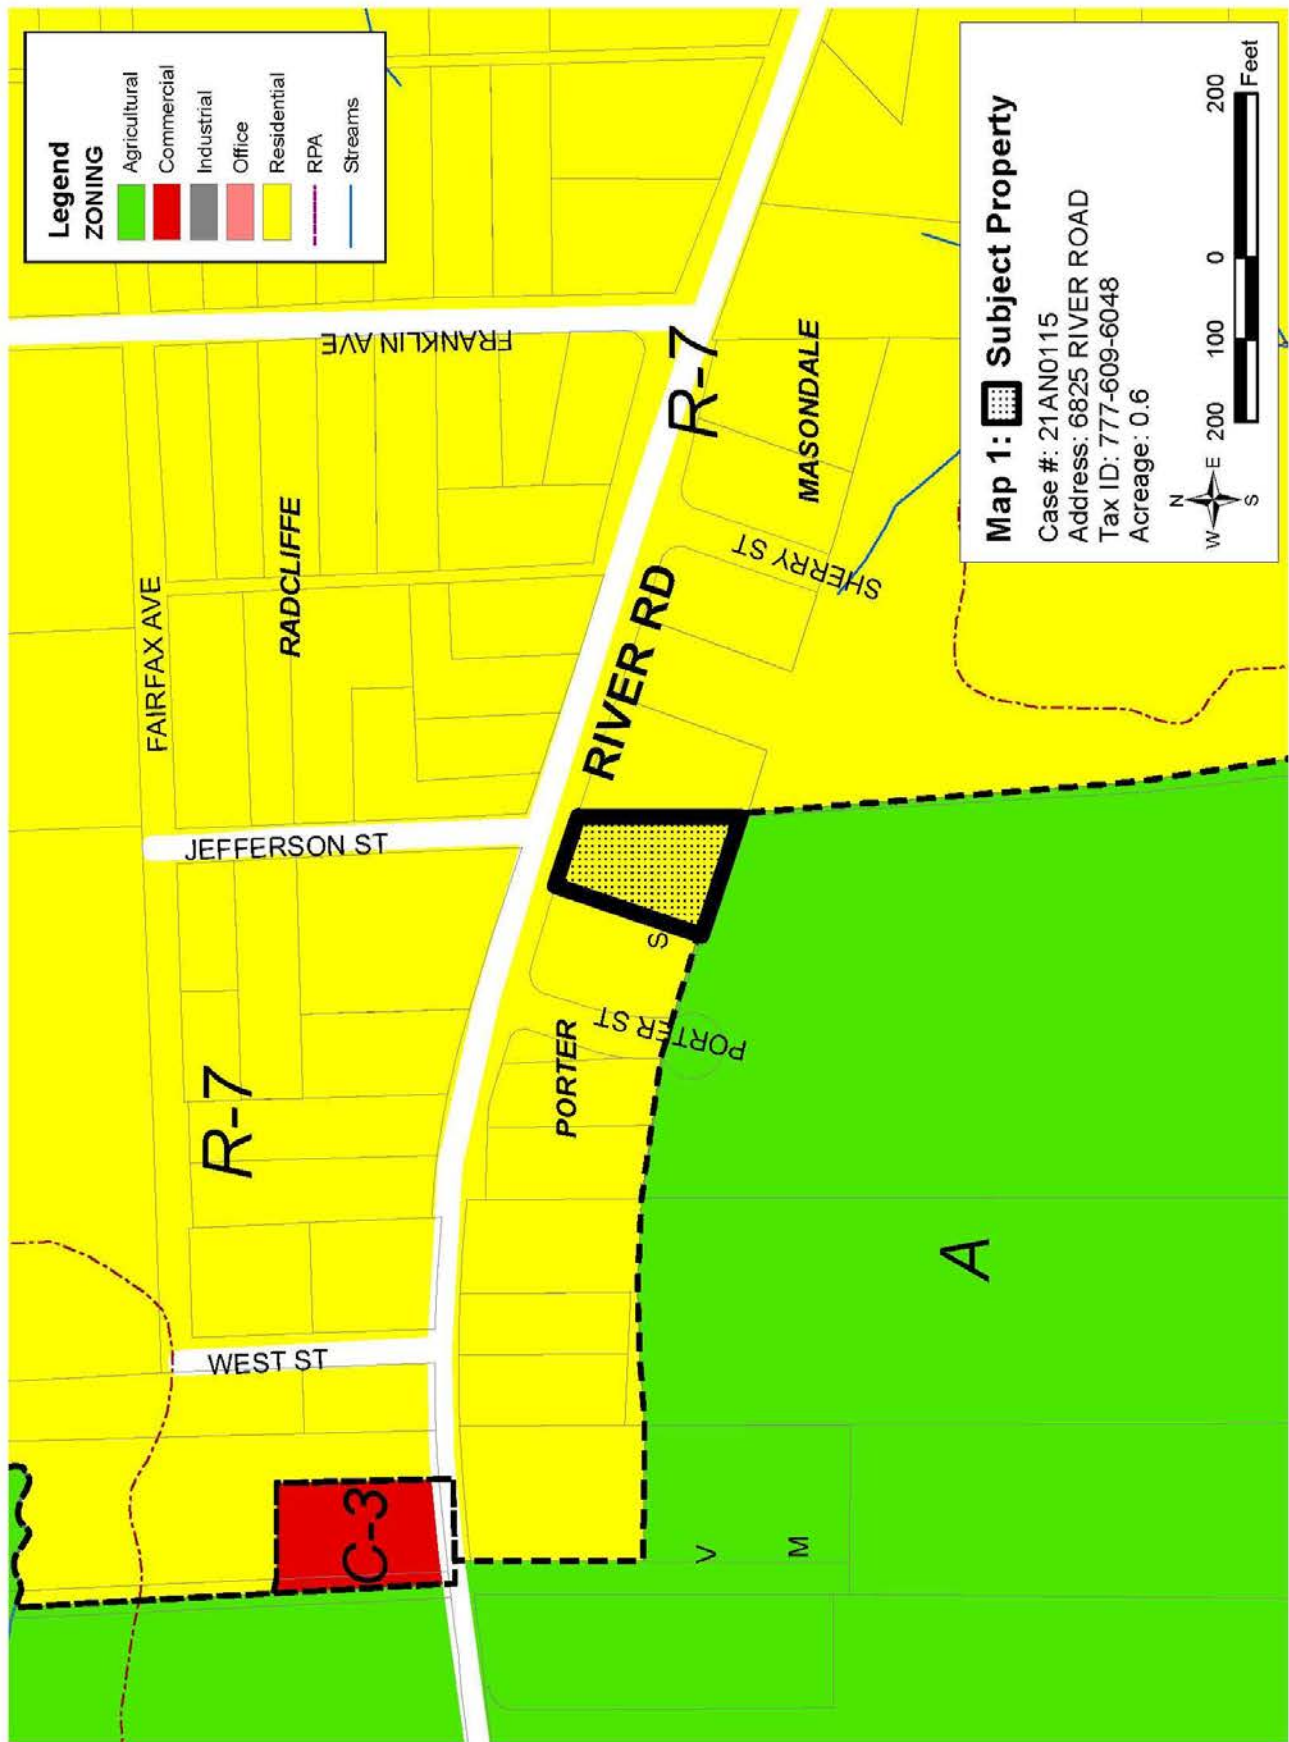 Legend
ZONING
Agricultural
Commercial
Industrial
Office
Residential
RPA
Streams
FAIRFAX AVE
RADCLIFFE
FRANKLIN AVE
JEFFERSON ST
R-7
WEST ST
C-3
RIVER RD
R-7
MASONDALE
SHERRY ST
S
PORTER ST
PORTER
A
V
M
Map 1: Subject Property
Case #: 21AN0115
Address: 6825 RIVER ROAD
Tax ID: 777-609-6048
Acreage: 0.6
N
W E
S
200 100 0 200
Feet